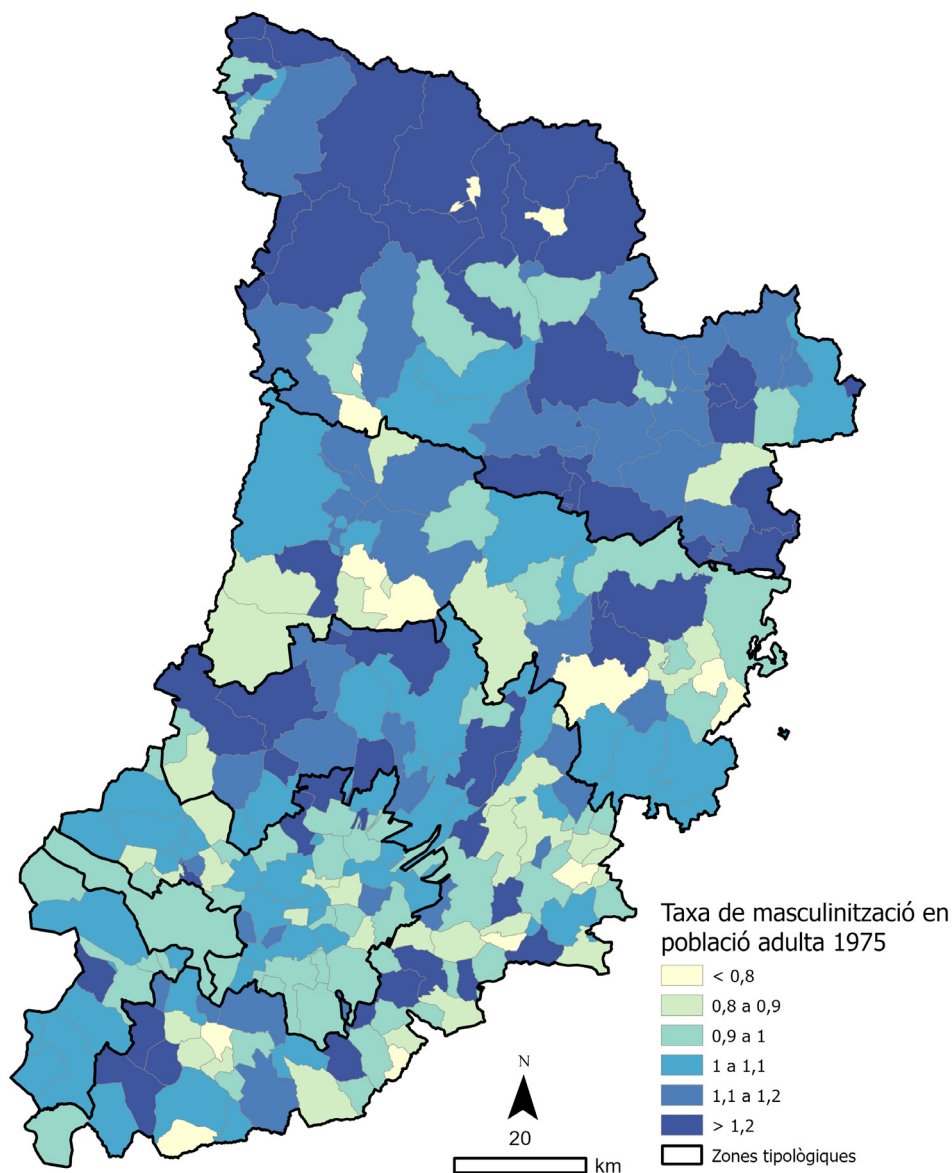 Taxa de masculinització en
població adulta 1975
< 0,8
0,8 a 0,9
0,9 a 1
1 a 1,1
1,1 a 1,2
> 1,2
Zones tipològiques
N
20
km